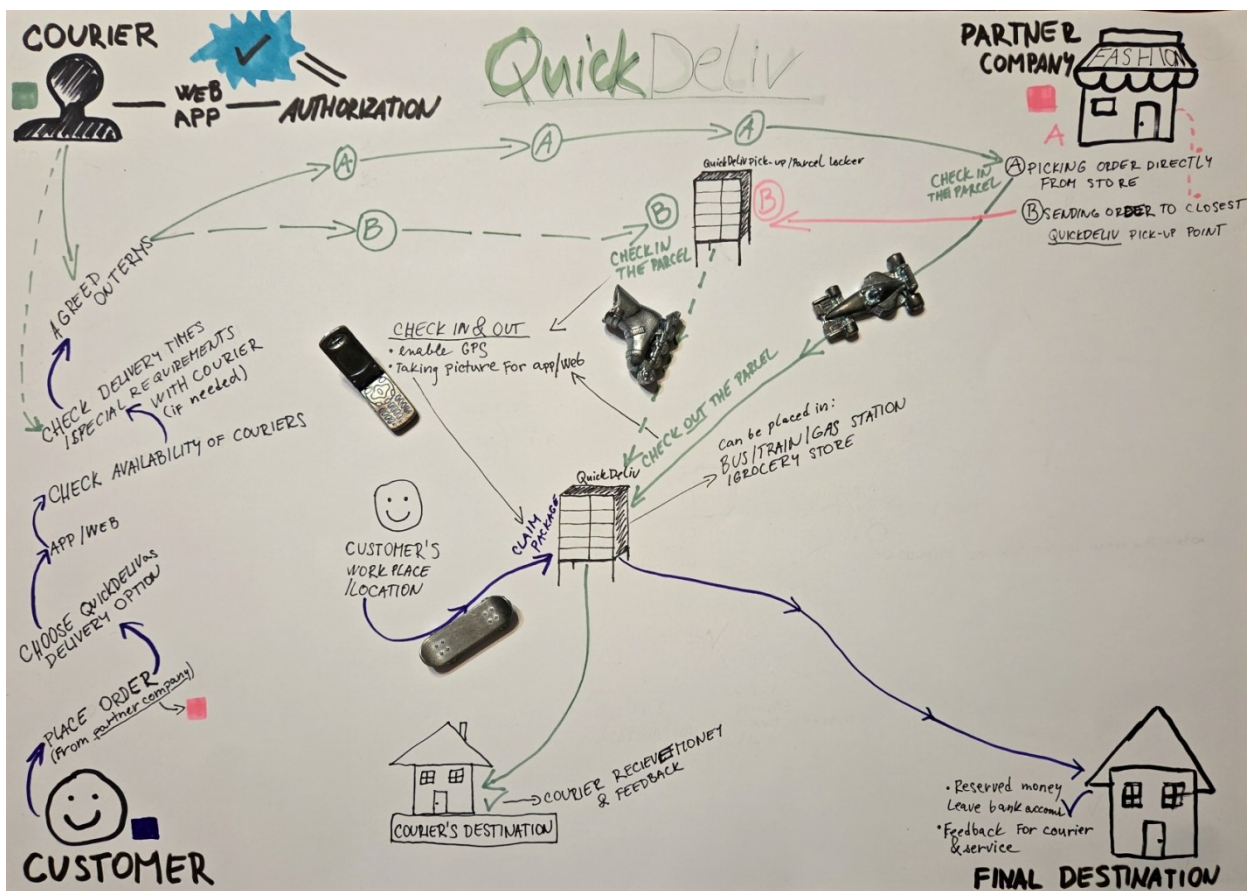 COURIER
WEB
APP
AUTHORIZATION
QuickDeliv
PARTNER
COMPANY
FASHION
A
A
A
A
QuickDeliv Pick-up/Parcel Locker
CHECK IN
THE PARCEL
A PICKING ORDER DIRECTLY
FROM STORE
B SENDING ORDER TO CLOSEST
QUICKDELIV PICK-UP POINT
B
B
B
CHECK IN
THE PARCEL
AGREED
ON TERMS
CHECK DELIVERY TIMES
/SPECIAL REQUIREMENTS
WITH COURIER
(if needed)
CHECK AVAILABILITY OF COURIERS
APP/WEB
CHOOSE QUICKDELIV as
DELIVERY OPTION
PLACE ORDER
(From partner company)
CUSTOMER
CHECK IN & OUT
• enable GPS
• Taking picture For app/web
CHECK OUT THE PARCEL
can be placed in:
BUS/TRAIN/GAS STATION
/GROCERY STORE
QuickDeliv
CLAIM
PACKAGE
CUSTOMER'S
WORKPLACE
/LOCATION
COURIER RECIEVE MONEY
& FEEDBACK
COURIER'S DESTINATION
• Reserved money
Leave bank account
• Feedback For courier
& service
FINAL DESTINATION